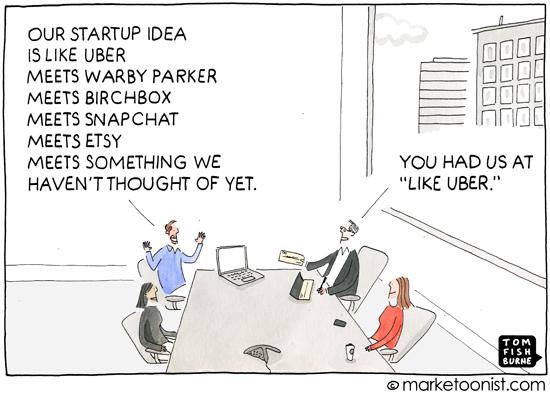 OUR STARTUP IDEA
IS LIKE UBER
MEETS WARBY PARKER
MEETS BIRCHBOX
MEETS SNAPCHAT
MEETS ETSY
MEETS SOMETHING WE
HAVEN'T THOUGHT OF YET.
YOU HAD US AT
"LIKE UBER."
TOM
FISH
BURNE
© marketoonist.com